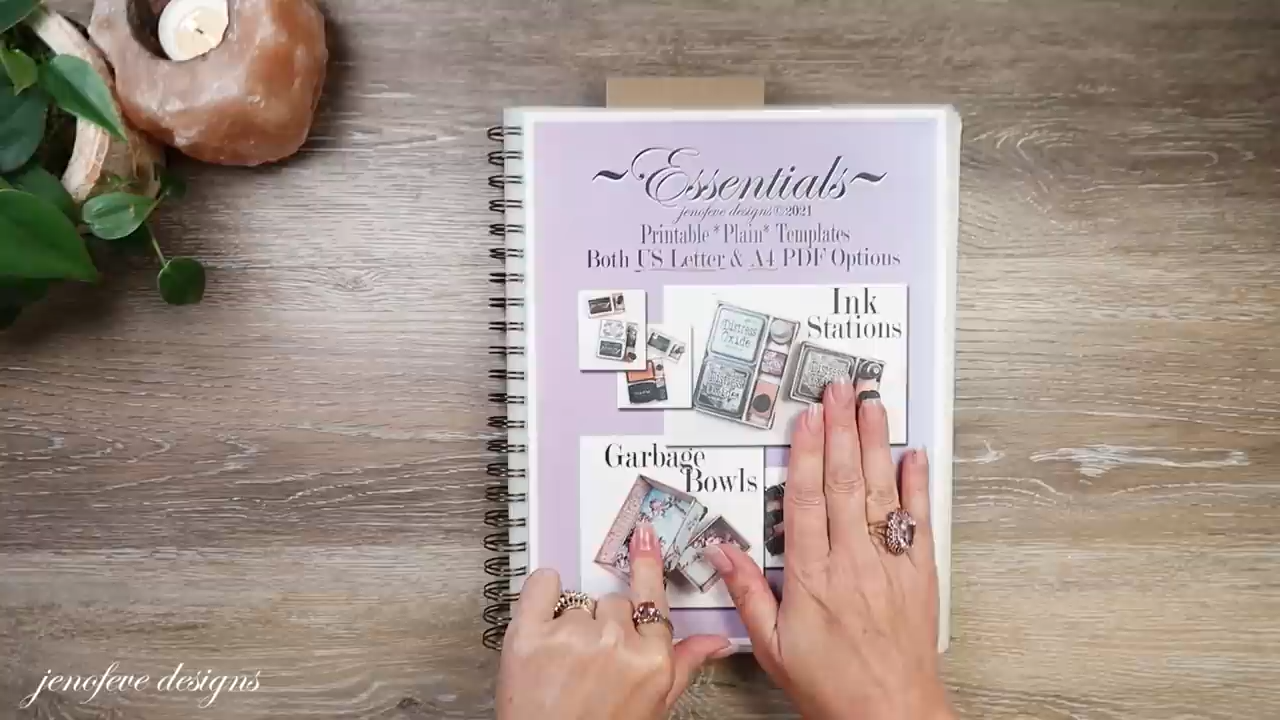 ~Essentials~
jenofeve designs©2021
Printable *Plain* Templates
Both US Letter & A4 PDF Options
Ink
Stations
Distress
Oxide
Distress
Garbage
Bowls
jenofeve designs